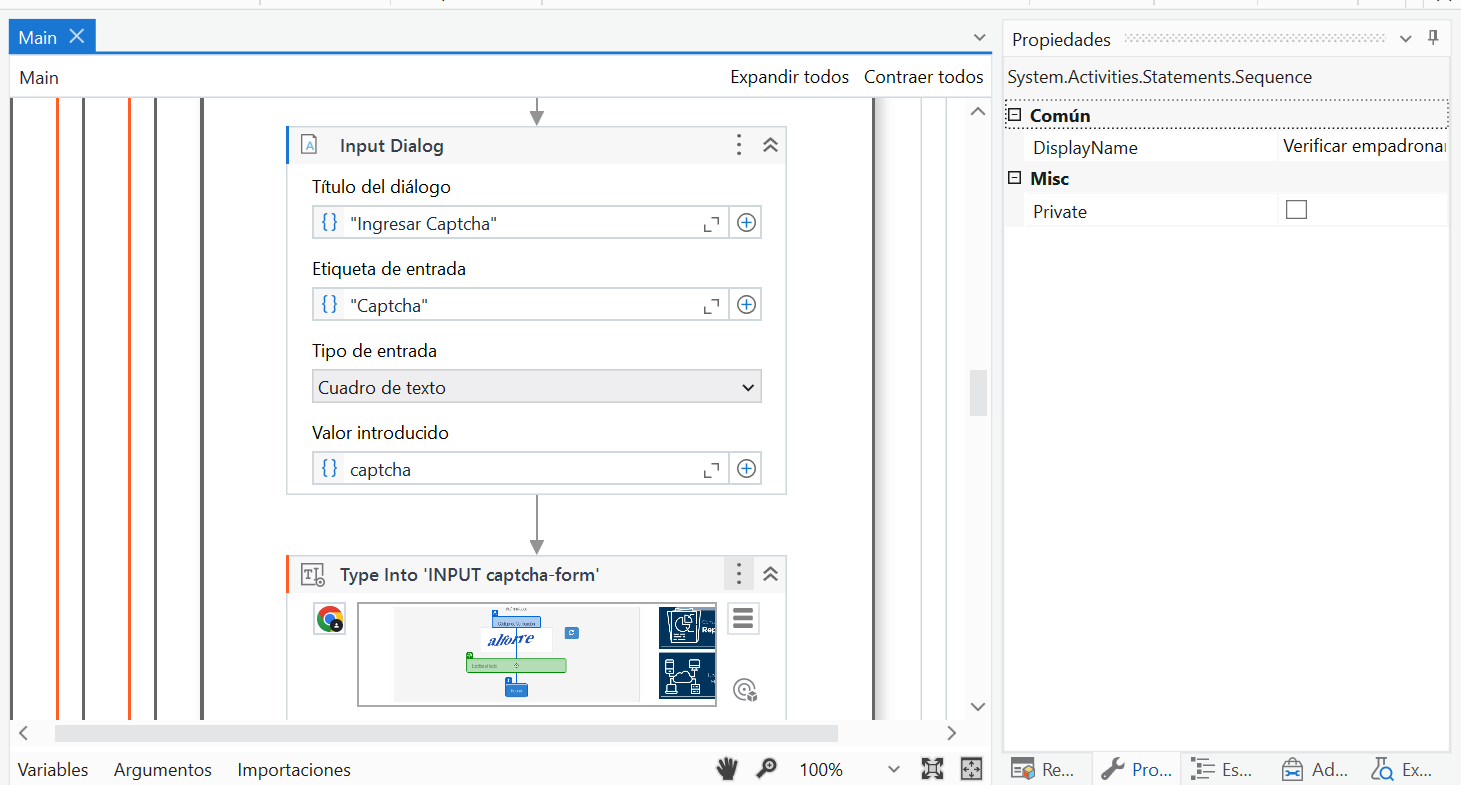 Main
Main
Expandir todos Contraer todos
Input Dialog
Título del diálogo
{} "Ingresar Captcha"
Etiqueta de entrada
{} "Captcha"
Tipo de entrada
Cuadro de texto
Valor introducido
{} captcha
Type Into 'INPUT captcha-form'
Rep
Variables Argumentos Importaciones
100%
Propiedades
System.Activities.Statements.Sequence
Común
DisplayName Verificar empadronar
Misc
Private
Re... Pro... Es... Ad... Ex...